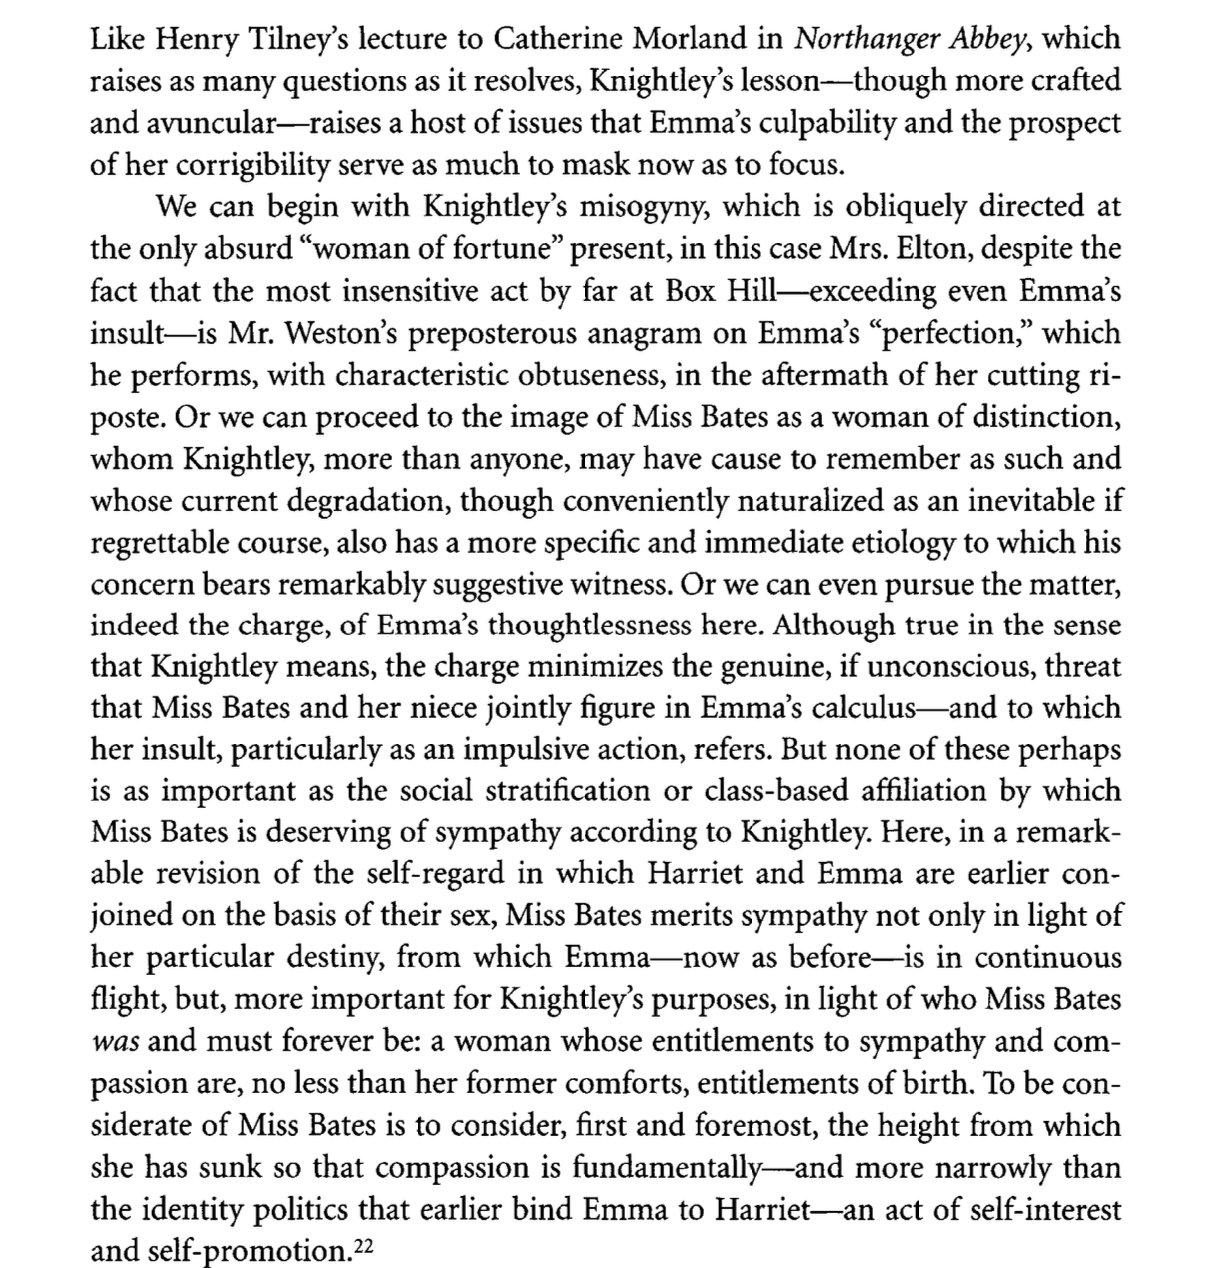 Like Henry Tilney’s lecture to Catherine Morland in Northanger Abbey, which
raises as many questions as it resolves, Knightley’s lesson—though more crafted
and avuncular—raises a host of issues that Emma’s culpability and the prospect
of her corrigibility serve as much to mask now as to focus.
We can begin with Knightley’s misogyny, which is obliquely directed at
the only absurd “woman of fortune” present, in this case Mrs. Elton, despite the
fact that the most insensitive act by far at Box Hill—exceeding even Emma’s
insult—is Mr. Weston’s preposterous anagram on Emma’s “perfection,” which
he performs, with characteristic obtuseness, in the aftermath of her cutting ri-
poste. Or we can proceed to the image of Miss Bates as a woman of distinction,
whom Knightley, more than anyone, may have cause to remember as such and
whose current degradation, though conveniently naturalized as an inevitable if
regrettable course, also has a more specific and immediate etiology to which his
concern bears remarkably suggestive witness. Or we can even pursue the matter,
indeed the charge, of Emma’s thoughtlessness here. Although true in the sense
that Knightley means, the charge minimizes the genuine, if unconscious, threat
that Miss Bates and her niece jointly figure in Emma’s calculus—and to which
her insult, particularly as an impulsive action, refers. But none of these perhaps
is as important as the social stratification or class-based affiliation by which
Miss Bates is deserving of sympathy according to Knightley. Here, in a remark-
able revision of the self-regard in which Harriet and Emma are earlier con-
joined on the basis of their sex, Miss Bates merits sympathy not only in light of
her particular destiny, from which Emma—now as before—is in continuous
flight, but, more important for Knightley’s purposes, in light of who Miss Bates
was and must forever be: a woman whose entitlements to sympathy and com-
passion are, no less than her former comforts, entitlements of birth. To be con-
siderate of Miss Bates is to consider, first and foremost, the height from which
she has sunk so that compassion is fundamentally—and more narrowly than
the identity politics that earlier bind Emma to Harriet—an act of self-interest
and self-promotion.22